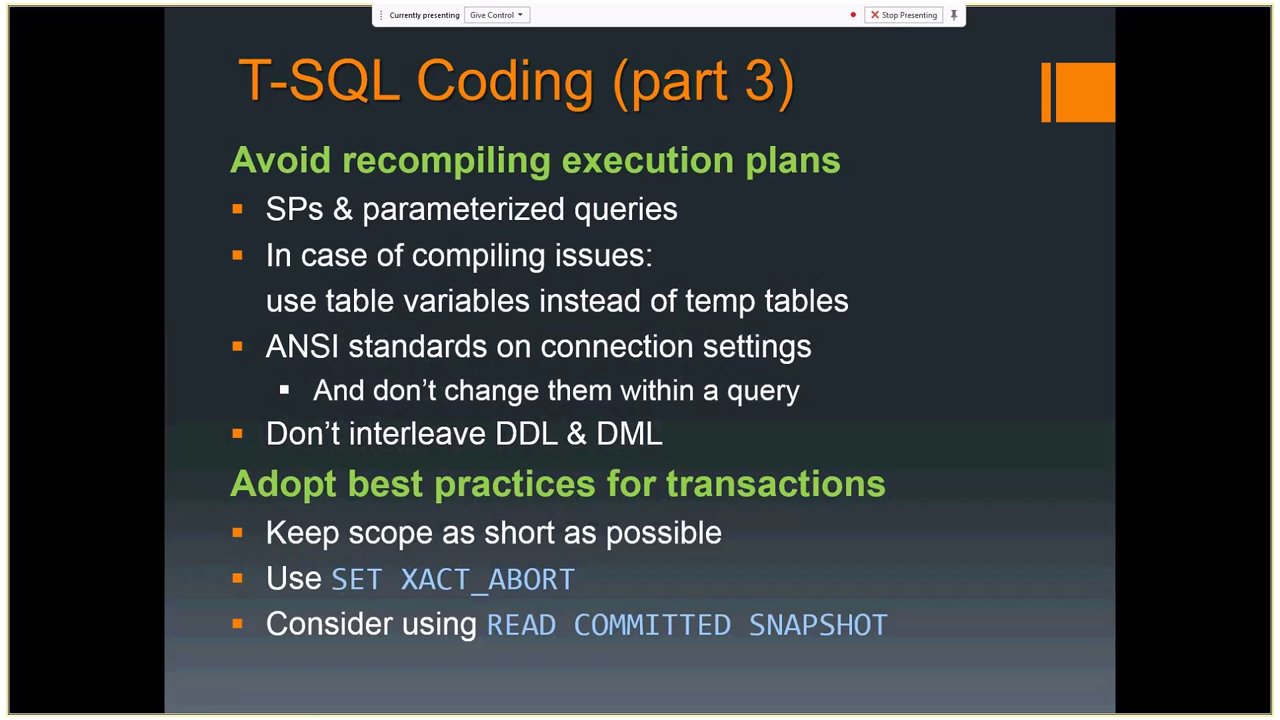 Currently presenting
Give Control
Stop Presenting
T-SQL Coding (part 3)
Avoid recompiling execution plans
SPs & parameterized queries
In case of compiling issues:
use table variables instead of temp tables
ANSI standards on connection settings
And don’t change them within a query
Don’t interleave DDL & DML
Adopt best practices for transactions
Keep scope as short as possible
Use SET XACT_ABORT
Consider using READ COMMITTED SNAPSHOT